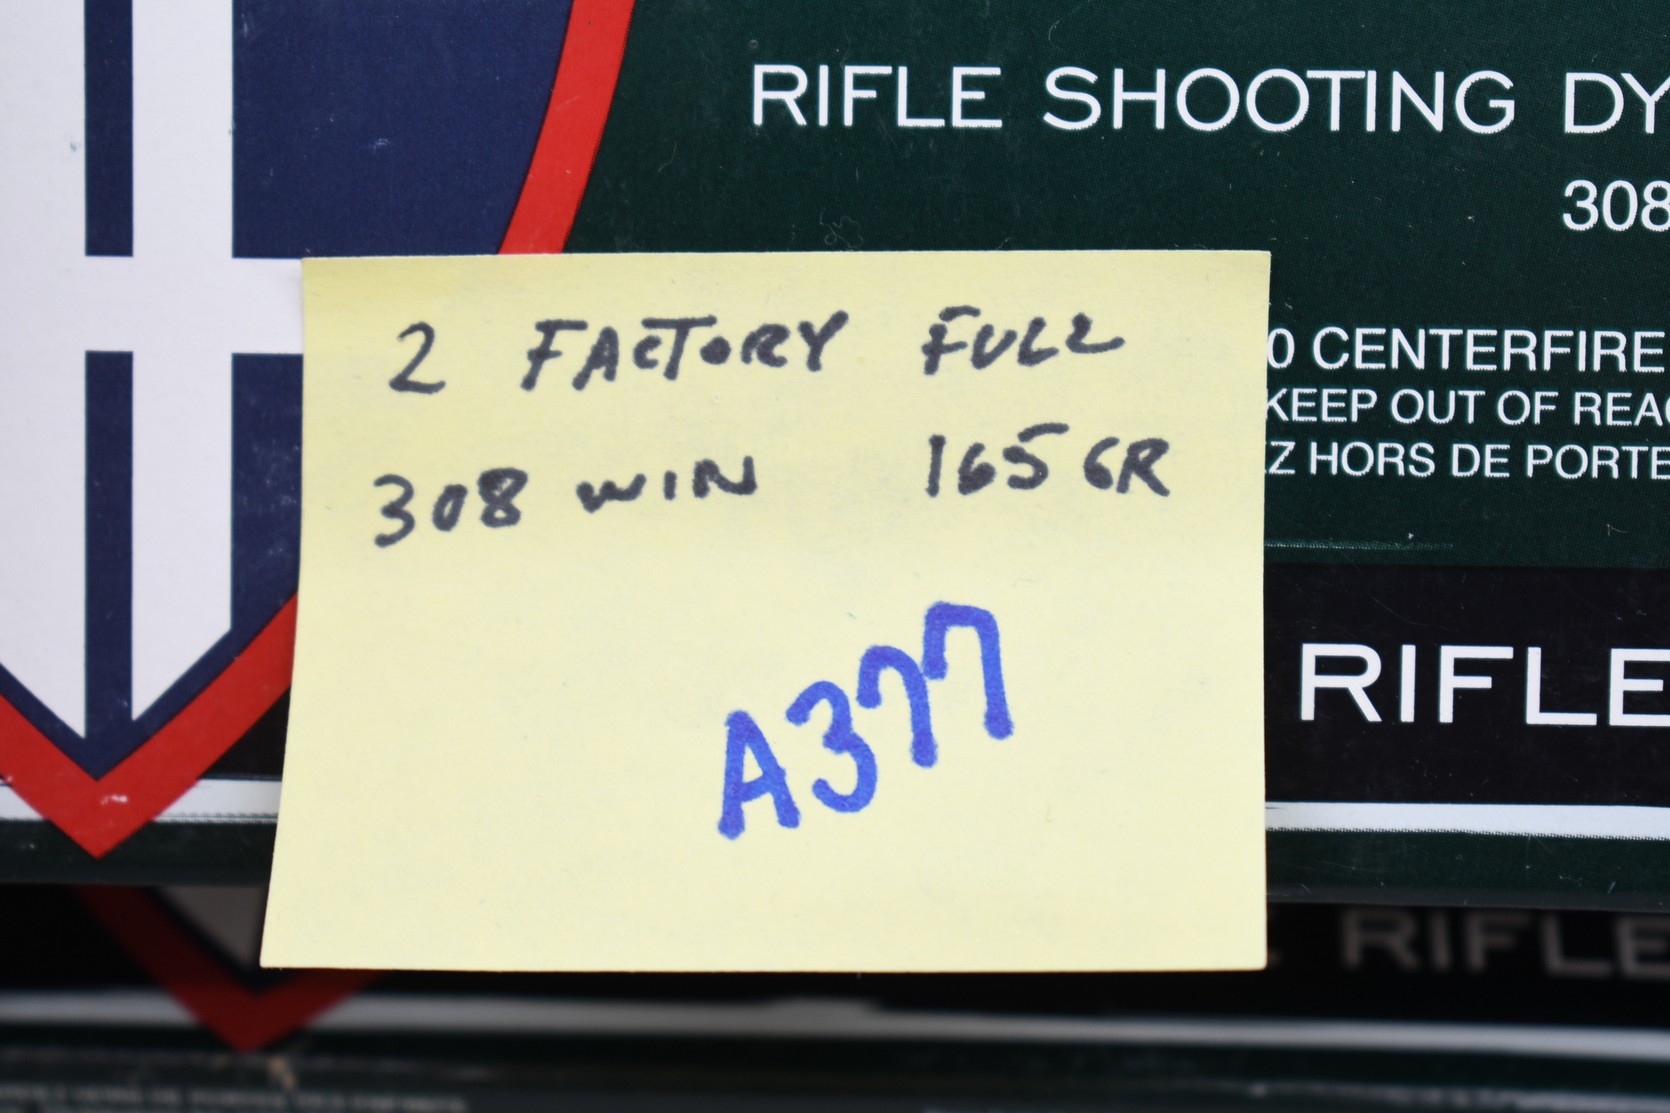 RIFLE SHOOTING DY
308
2 FACTORY FULL
308 WIN 165 GR
A377
0 CENTERFIRE
KEEP OUT OF REA
Z HORS DE PORTE
RIFLE
RIFLE